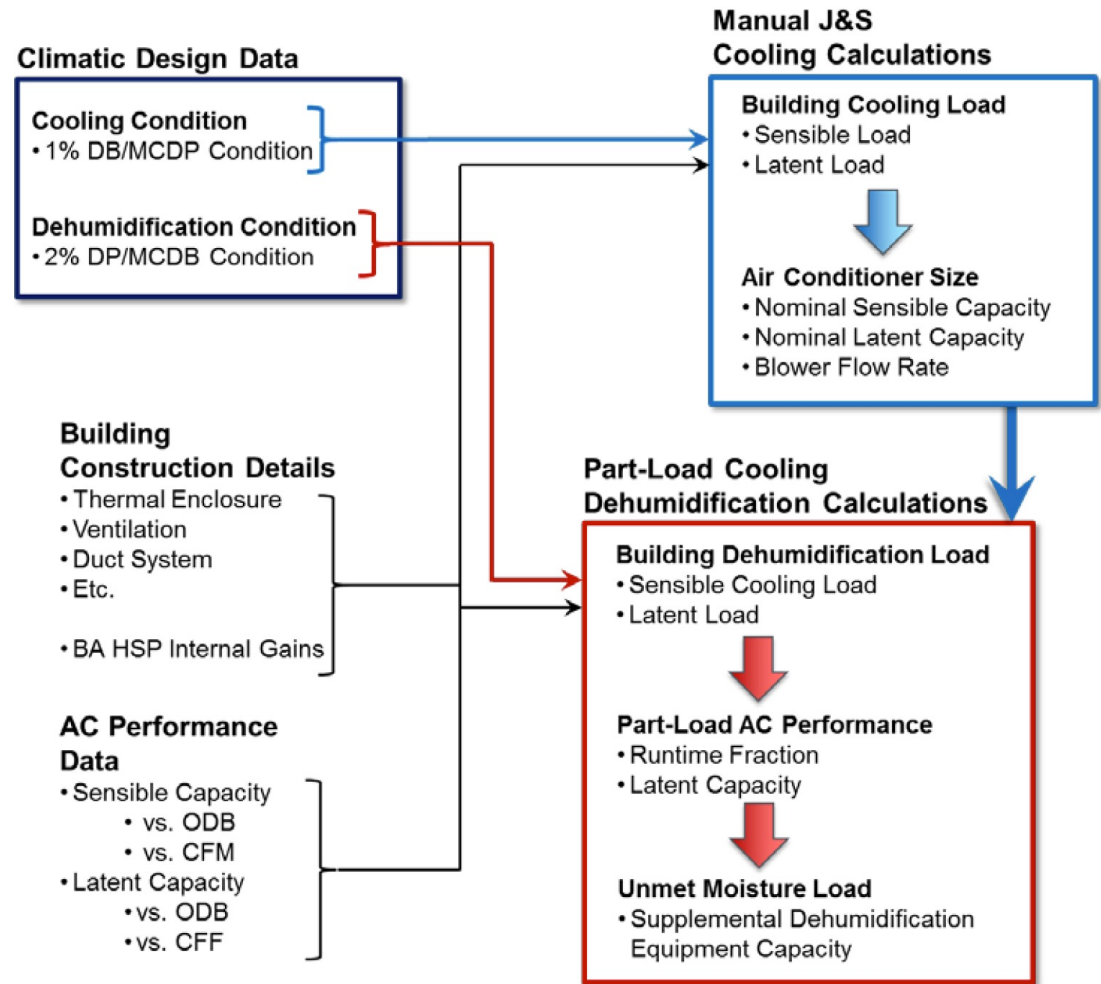 Climatic Design Data
Cooling Condition
• 1% DB/MCDP Condition
Dehumidification Condition
• 2% DP/MCDB Condition
Manual J&S
Cooling Calculations
Building Cooling Load
• Sensible Load
• Latent Load
Air Conditioner Size
• Nominal Sensible Capacity
• Nominal Latent Capacity
• Blower Flow Rate
Building
Construction Details
• Thermal Enclosure
• Ventilation
• Duct System
• Etc.
• BA HSP Internal Gains
AC Performance
Data
• Sensible Capacity
• vs. ODB
• vs. CFM
• Latent Capacity
• vs. ODB
• vs. CFF
Part-Load Cooling
Dehumidification Calculations
Building Dehumidification Load
• Sensible Cooling Load
• Latent Load
Part-Load AC Performance
• Runtime Fraction
• Latent Capacity
Unmet Moisture Load
• Supplemental Dehumidification
Equipment Capacity